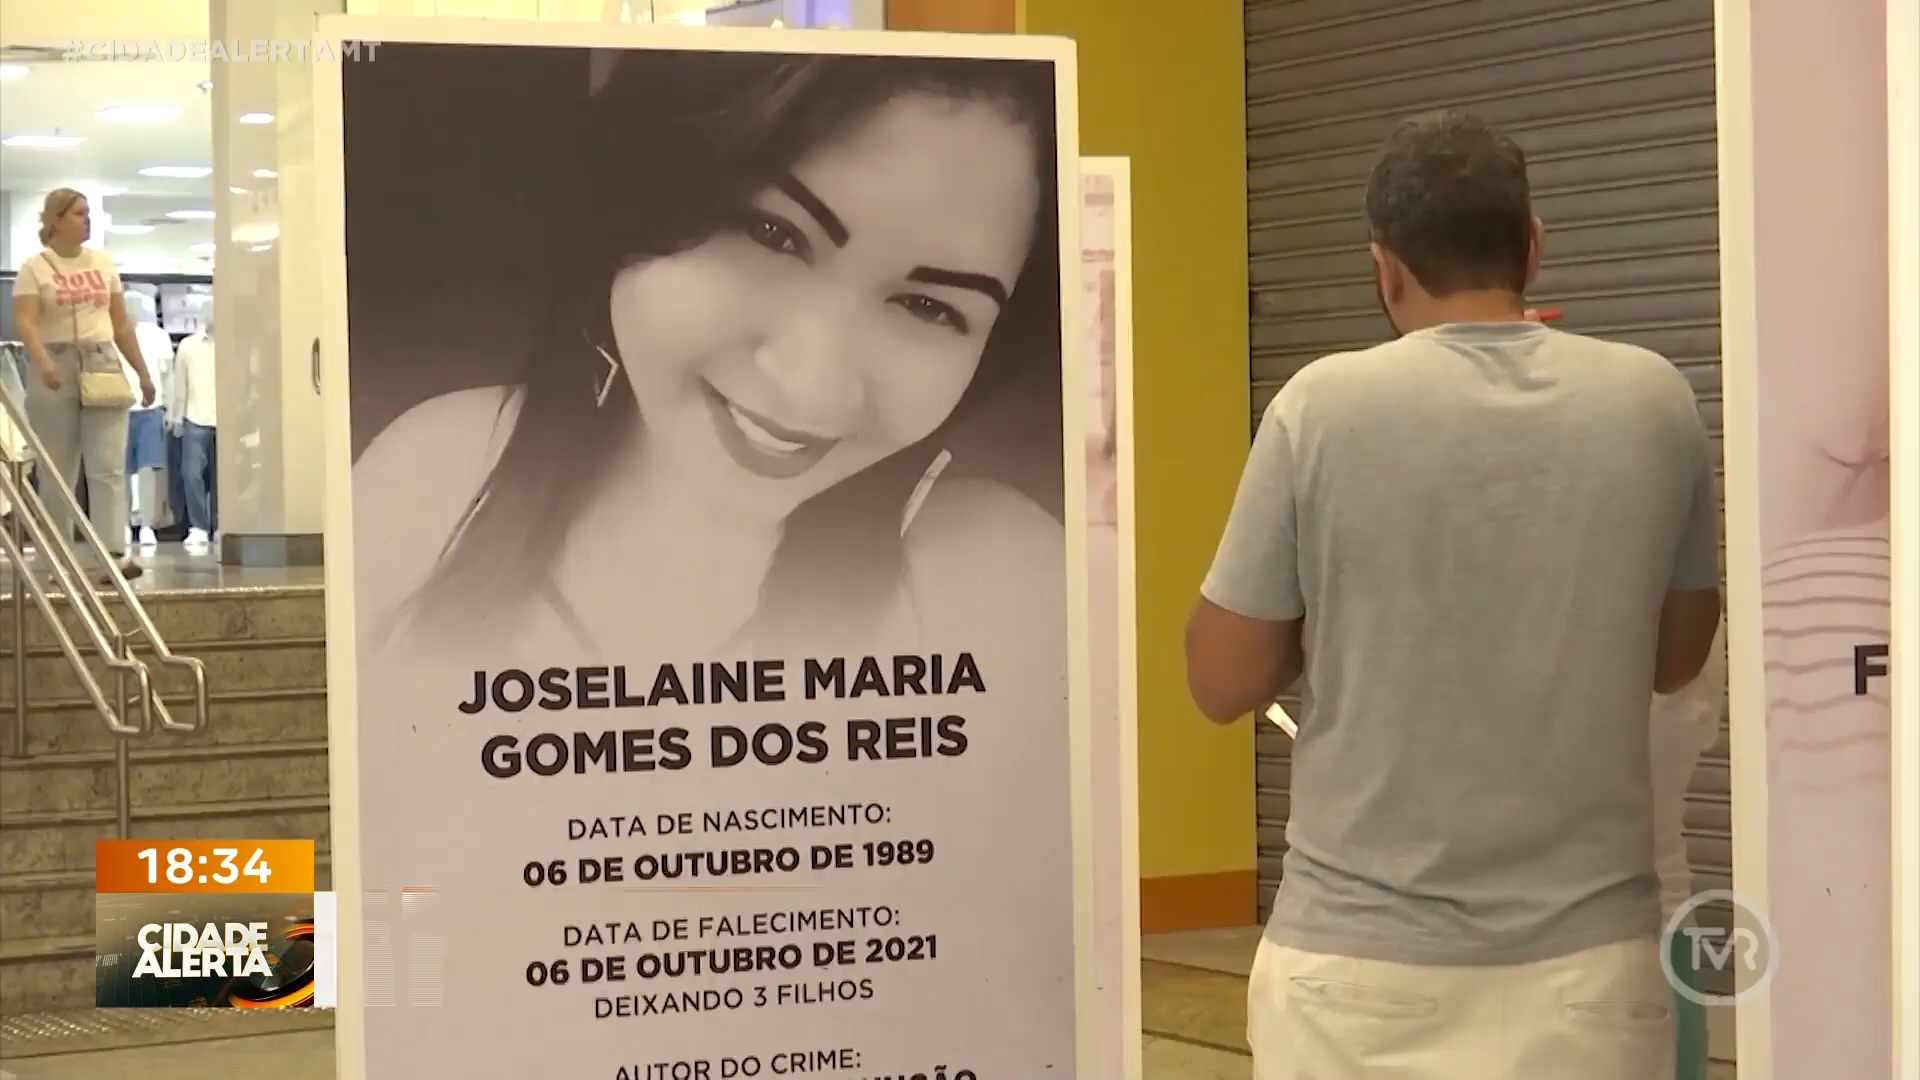 #CIDADEALERTAMT
you
JOSELAINE MARIA
GOMES DOS REIS
DATA DE NASCIMENTO:
06 DE OUTUBRO DE 1989
DATA DE FALECIMENTO:
06 DE OUTUBRO DE 2021
DEIXANDO 3 FILHOS
AUTOR DO CRIME:
F
18:34
CIDADE
ALERTA
TVR